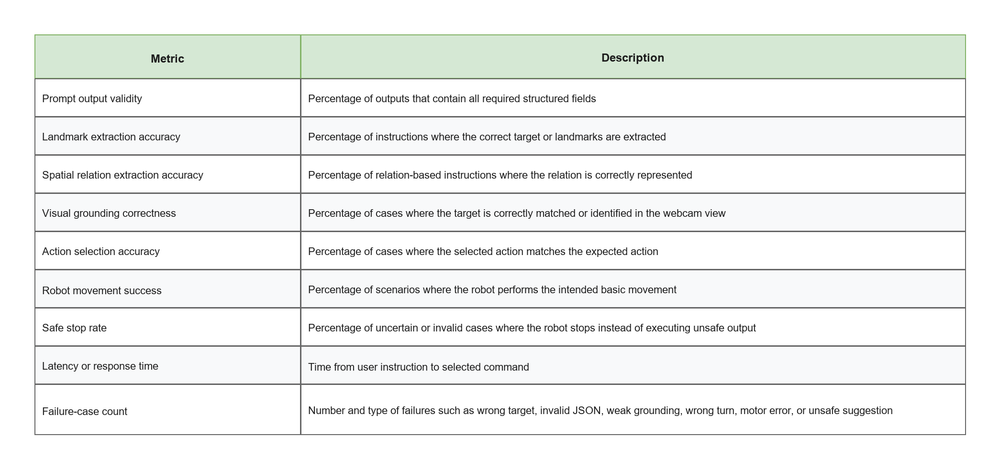 Metric
Description
Prompt output validity
Percentage of outputs that contain all required structured fields
Landmark extraction accuracy
Percentage of instructions where the correct target or landmarks are extracted
Spatial relation extraction accuracy
Percentage of relation-based instructions where the relation is correctly represented
Visual grounding correctness
Percentage of cases where the target is correctly matched or identified in the webcam view
Action selection accuracy
Percentage of cases where the selected action matches the expected action
Robot movement success
Percentage of scenarios where the robot performs the intended basic movement
Safe stop rate
Percentage of uncertain or invalid cases where the robot stops instead of executing unsafe output
Latency or response time
Time from user instruction to selected command
Failure-case count
Number and type of failures such as wrong target, invalid JSON, weak grounding, wrong turn, motor error, or unsafe suggestion